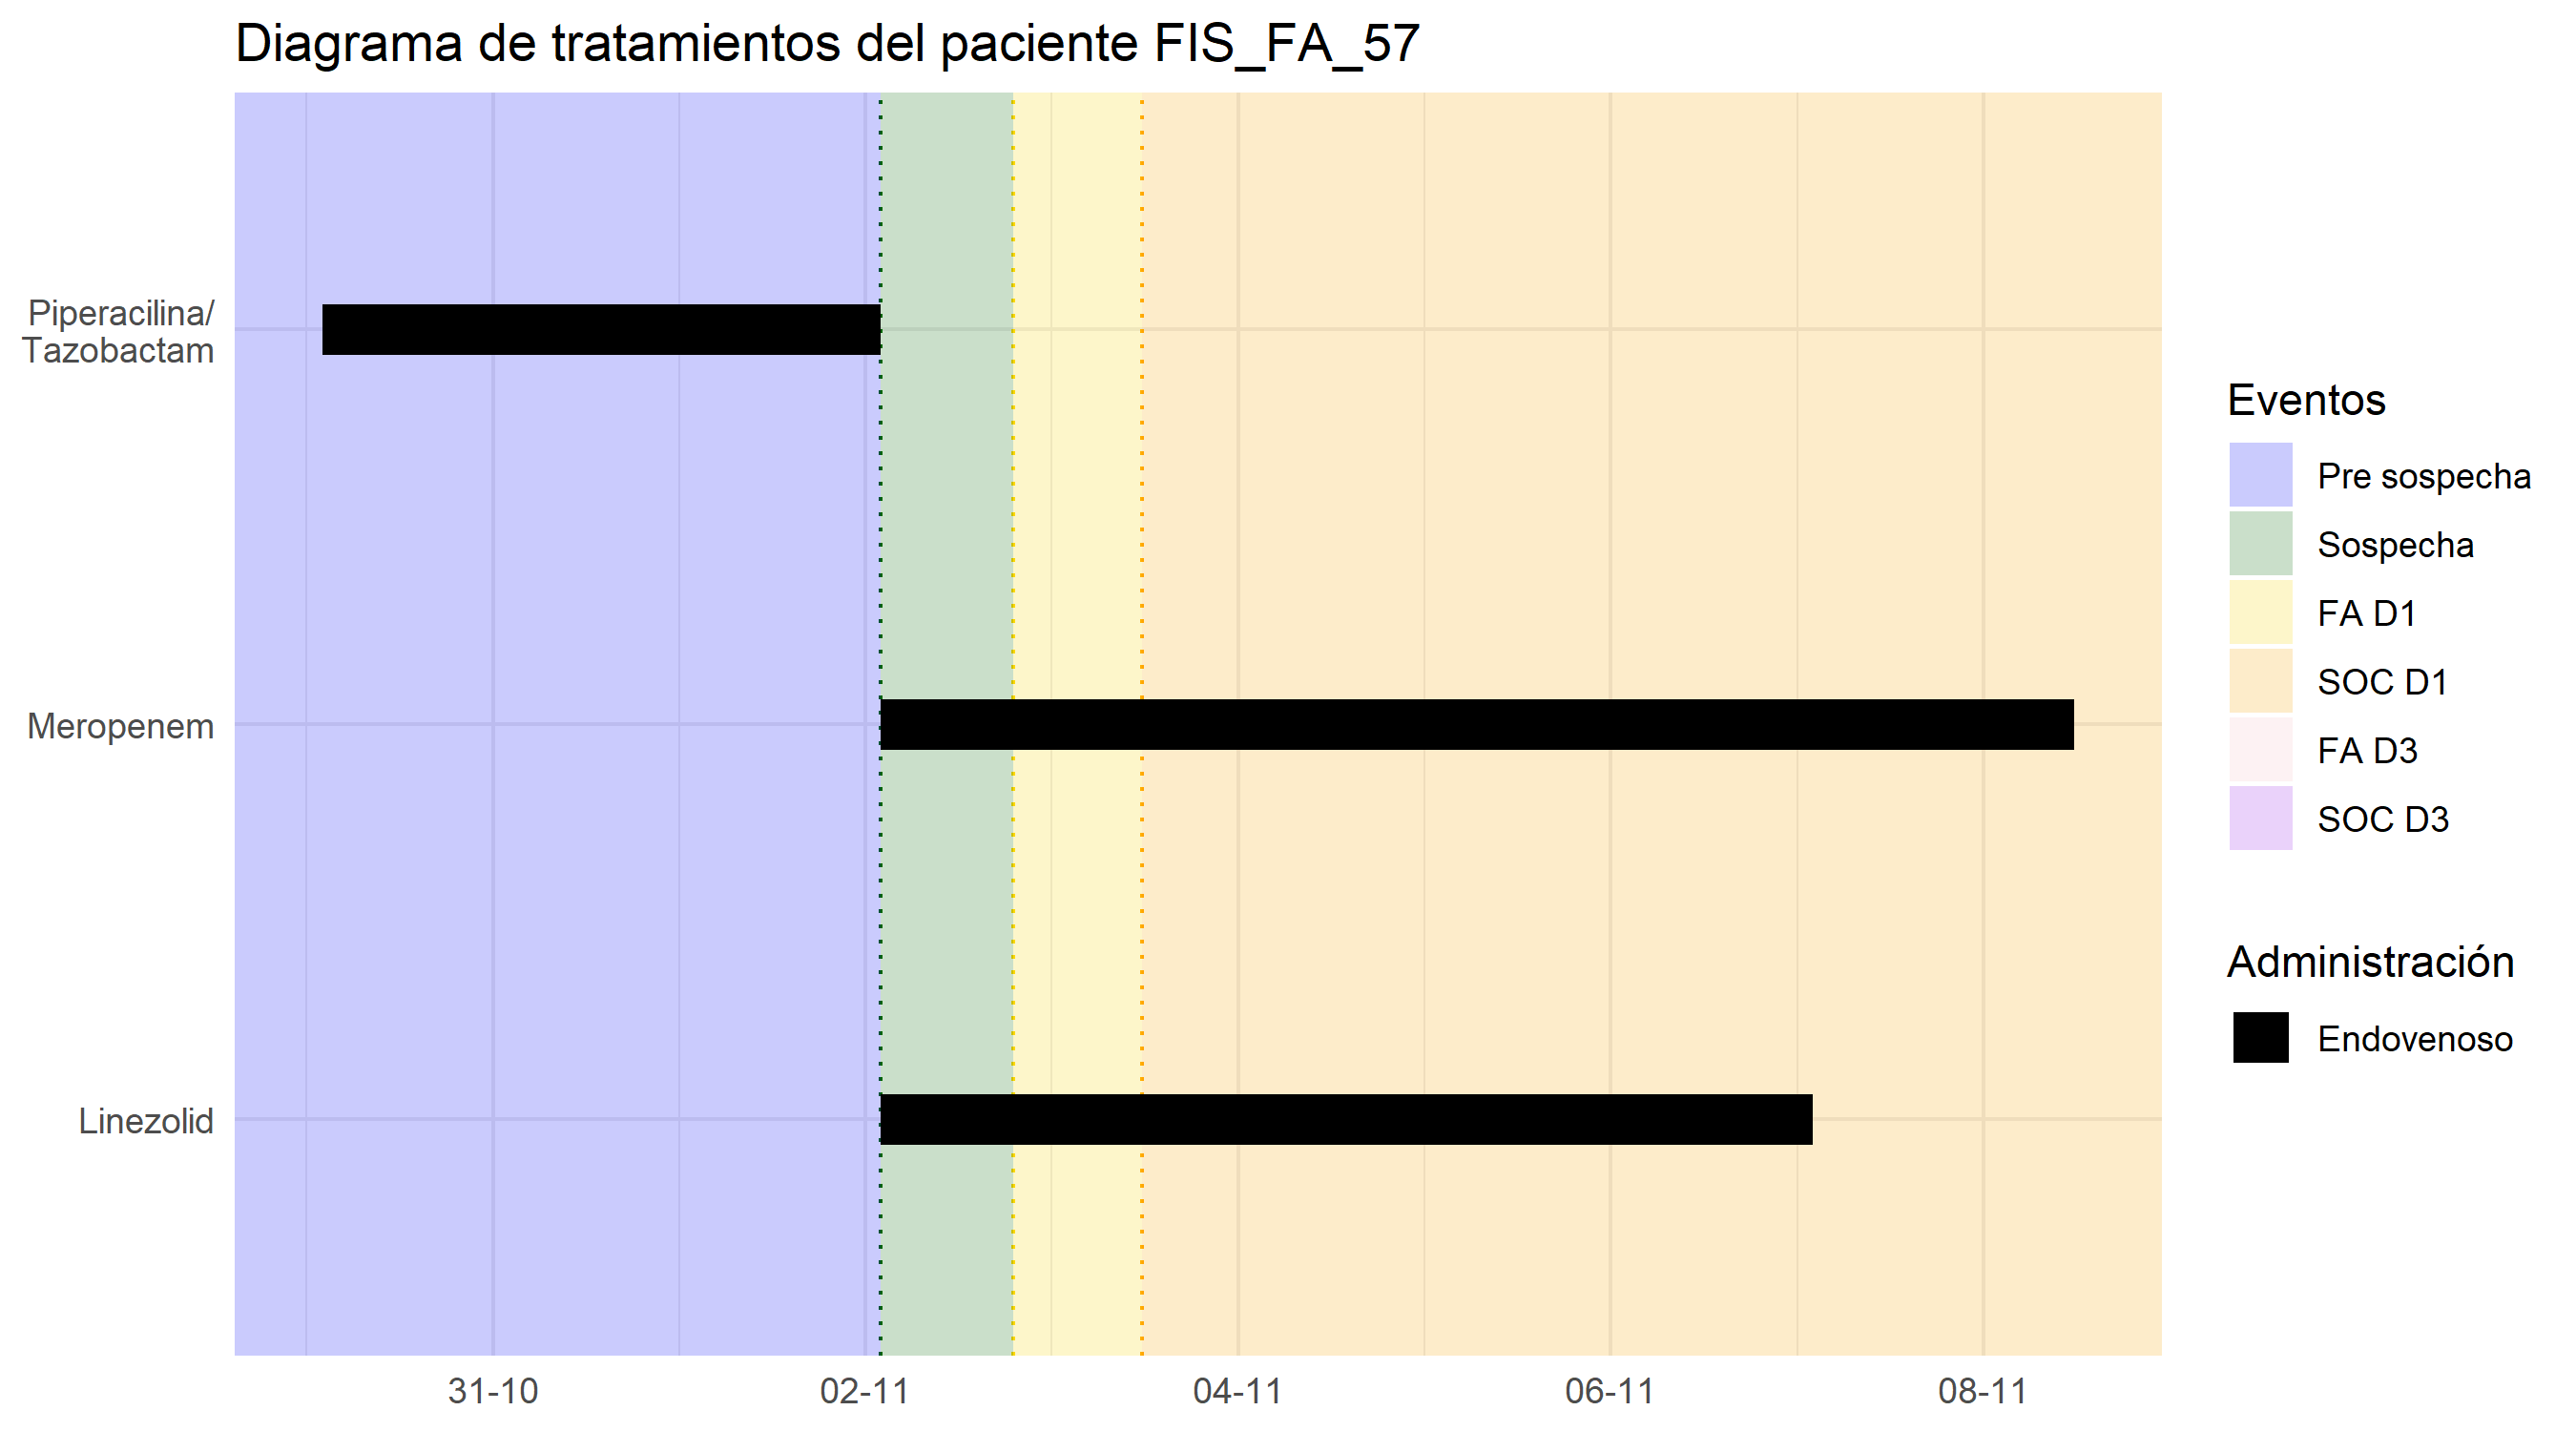 Diagrama de tratamientos del paciente FIS_FA_57
Piperacilina/
Tazobactam
Meropenem
Linezolid
31-10
02-11
04-11
06-11
08-11
Eventos
Pre sospecha
Sospecha
FA D1
SOC D1
FA D3
SOC D3
Administración
Endovenoso